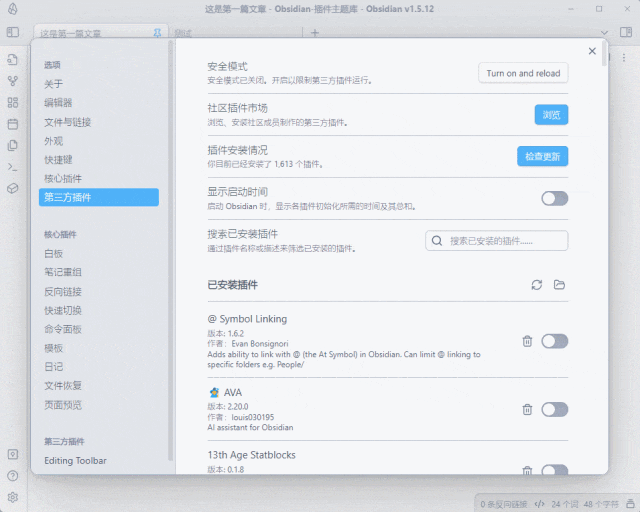 这是第一篇文章 - Obsidian-插件主题库 - Obsidian v1.5.12
这是第一篇文章
测试
选项
关于
编辑器
文件与链接
外观
快捷键
核心插件
第三方插件
核心插件
白板
笔记重组
反向链接
快速切换
命令面板
模板
日记
文件恢复
页面预览
第三方插件
Editing Toolbar
安全模式
安全模式已关闭。开启以限制第三方插件运行。
Turn on and reload
社区插件市场
浏览、安装社区成员制作的第三方插件。
浏览
插件安装情况
你目前已经安装了 1,613 个插件。
检查更新
显示启动时间
启动 Obsidian 时，显示各插件初始化所需的时间及其总和。
搜索已安装插件
通过插件名称或描述来筛选已安装的插件。
搜索已安装的插件......
已安装插件
@ Symbol Linking
版本: 1.6.2
作者：Evan Bonsignori
Adds ability to link with @ (the At Symbol) in Obsidian. Can limit @ linking to
specific folders e.g. People/
AVA
版本: 2.20.0
作者：louis030195
AI assistant for Obsidian
13th Age Statblocks
版本: 0.1.8
0 条反向链接 24 个词 48 个字符